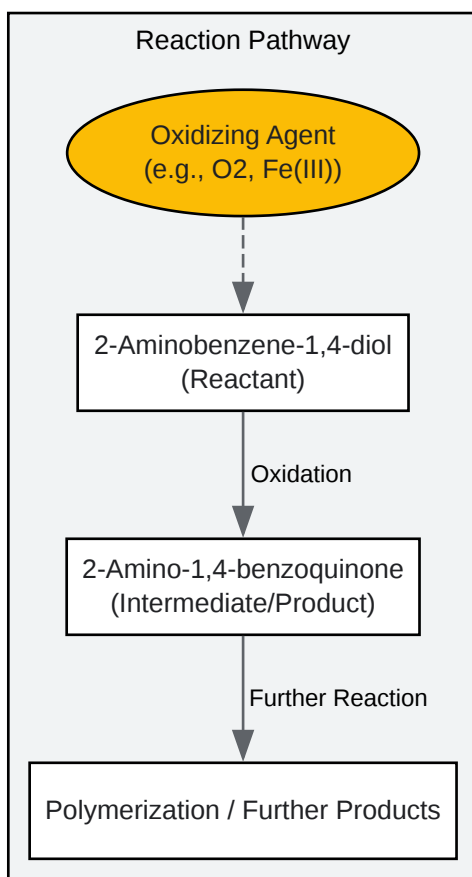 Reaction Pathway
Oxidizing Agent
(e.g., O2, Fe(III))
2-Aminobenzene-1,4-diol
(Reactant)
Oxidation
2-Amino-1,4-benzoquinone
(Intermediate/Product)
Further Reaction
Polymerization / Further Products